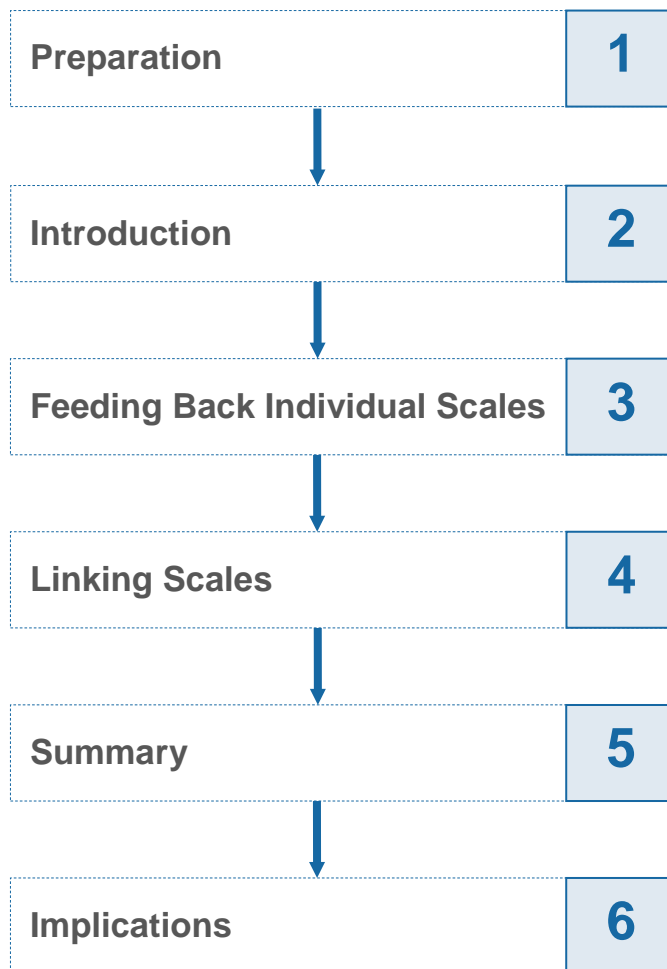 Preparation 1
Introduction 2
Feeding Back Individual Scales 3
Linking Scales 4
Summary 5
Implications 6